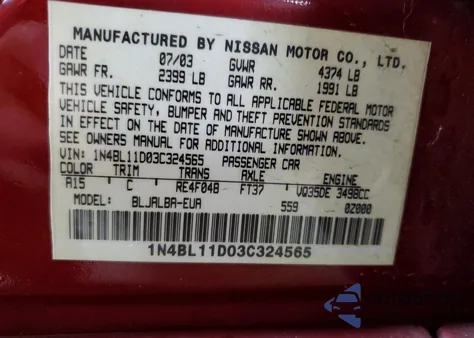 MANUFACTURED BY NISSAN MOTOR CO., LTD.
DATE 07/03 GVWR 4374 LB
GAWR FR. 2399 LB GAWR RR. 1991 LB
THIS VEHICLE CONFORMS TO ALL APPLICABLE FEDERAL MOTOR
VEHICLE SAFETY, BUMPER AND THEFT PREVENTION STANDARDS
IN EFFECT ON THE DATE OF MANUFACTURE SHOWN ABOVE.
SEE OWNERS MANUAL FOR ADDITIONAL INFORMATION.
VIN: 1N4BL11D03C324565 PASSENGER CAR
COLOR TRIM TRANS AXLE ENGINE
A15 C RE4F04B FT37 VQ35DE 3498CC
MODEL: BLJALBA-EUA 559 0Z000
1N4BL11D03C324565